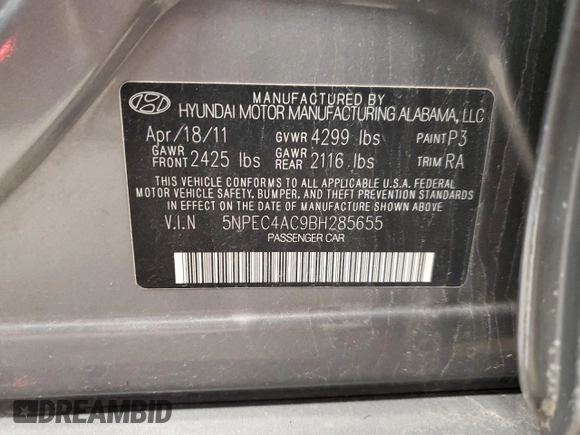 MANUFACTURED BY
HYUNDAI MOTOR MANUFACTURING ALABAMA, LLC
Apr/18/11 GVWR 4299 lbs PAINT P3
GAWR FRONT 2425 lbs GAWR REAR 2116 lbs TRIM RA
THIS VEHICLE CONFORMS TO ALL APPLICABLE U.S.A. FEDERAL
MOTOR VEHICLE SAFETY, BUMPER, AND THEFT PREVENTION STANDARDS
IN EFFECT ON THE DATE OF MANUFACTURE SHOWN ABOVE.
V.I.N 5NPEC4AC9BH285655
PASSENGER CAR
DREAMBID